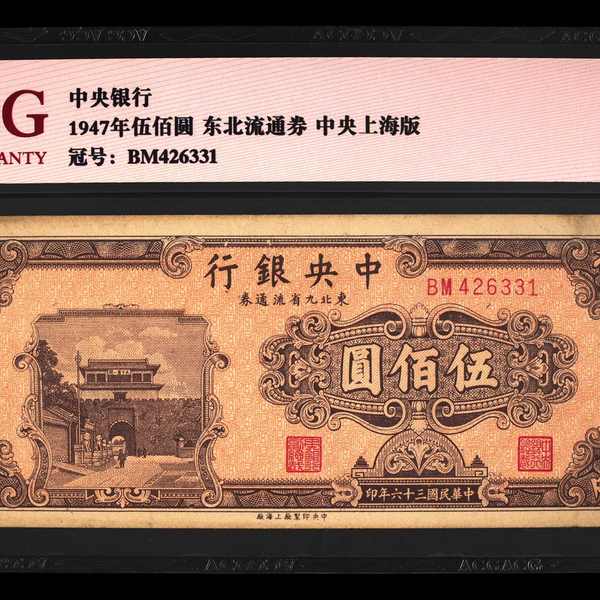 G
中央银行
1947年伍佰圆 东北流通券 中央上海版
ANTY
冠号：BM426331
行銀央中
券通流省九北東
BM426331
圓佰伍
印年六十三國民華中
廠海上廠製印央中
ACGACG